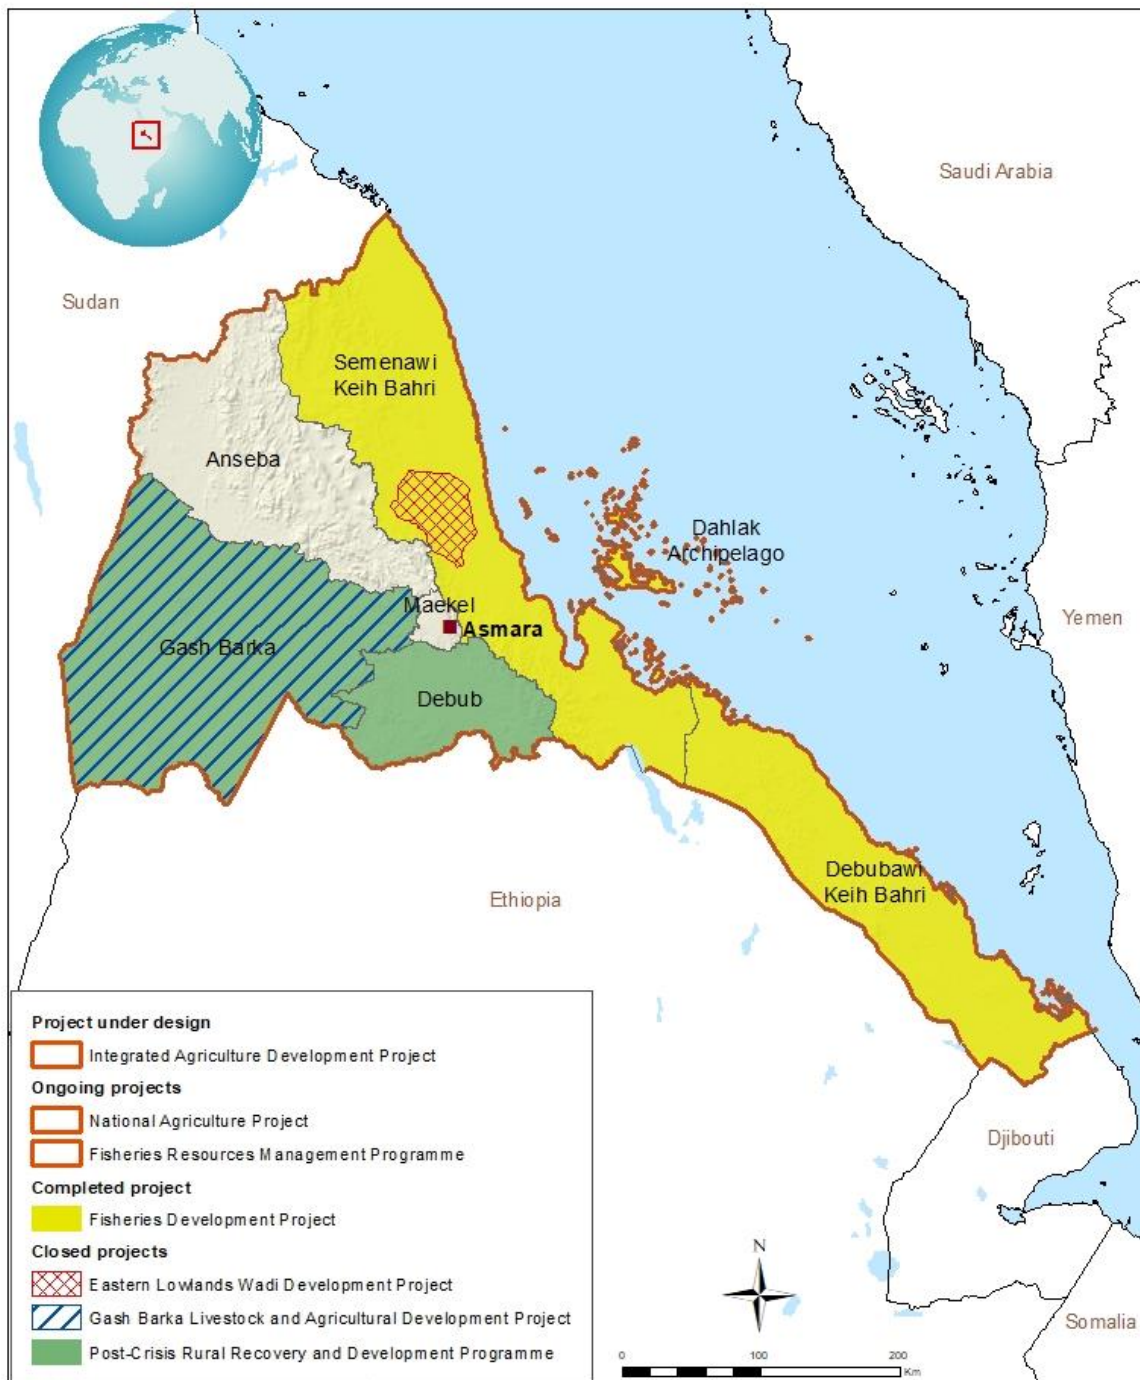 Saudi Arabia
Sudan
Semenawi
Keih Bahri
Anseba
Dahlak
Archipelago
Maekel
Asmara
Yemen
Gash Barka
Debub
Debubawi
Keih Bahri
Ethiopia
Project under design
Integrated Agriculture Development Project
Ongoing projects
National Agriculture Project
Fisheries Resources Management Programme
Completed project
Fisheries Development Project
Closed projects
Eastern Lowlands Wadi Development Project
Gash Barka Livestock and Agricultural Development Project
Post-Crisis Rural Recovery and Development Programme
Djibouti
N
Somalia
0 100 200
Km